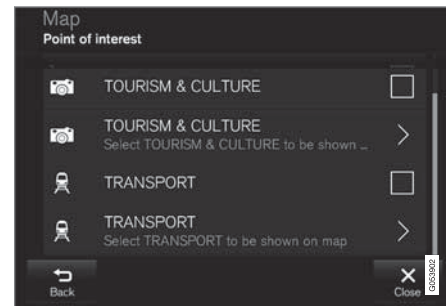 Map
Point of interest
TOURISM & CULTURE
TOURISM & CULTURE
Select TOURISM & CULTURE to be shown ...
TRANSPORT
TRANSPORT
Select TRANSPORT to be shown on map
Back
Close
G053902